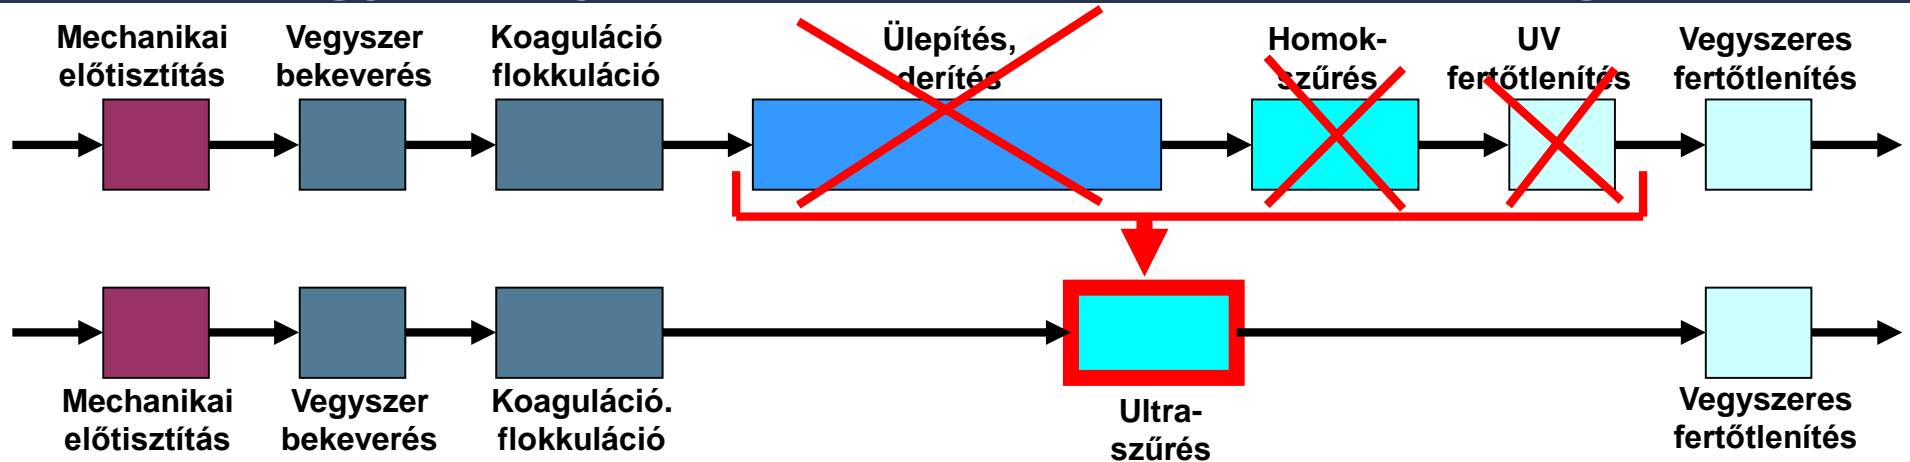 Mechanikai
előtisztítás
Vegyszer
bekeverés
Koaguláció
flokkuláció
Ülepítés,
derítés
Homok-
szűrés
UV
fertőtlenítés
Vegyszeres
fertőtlenítés
Mechanikai
előtisztítás
Vegyszer
bekeverés
Koaguláció.
flokkuláció
Ultra-
szűrés
Vegyszeres
fertőtlenítés